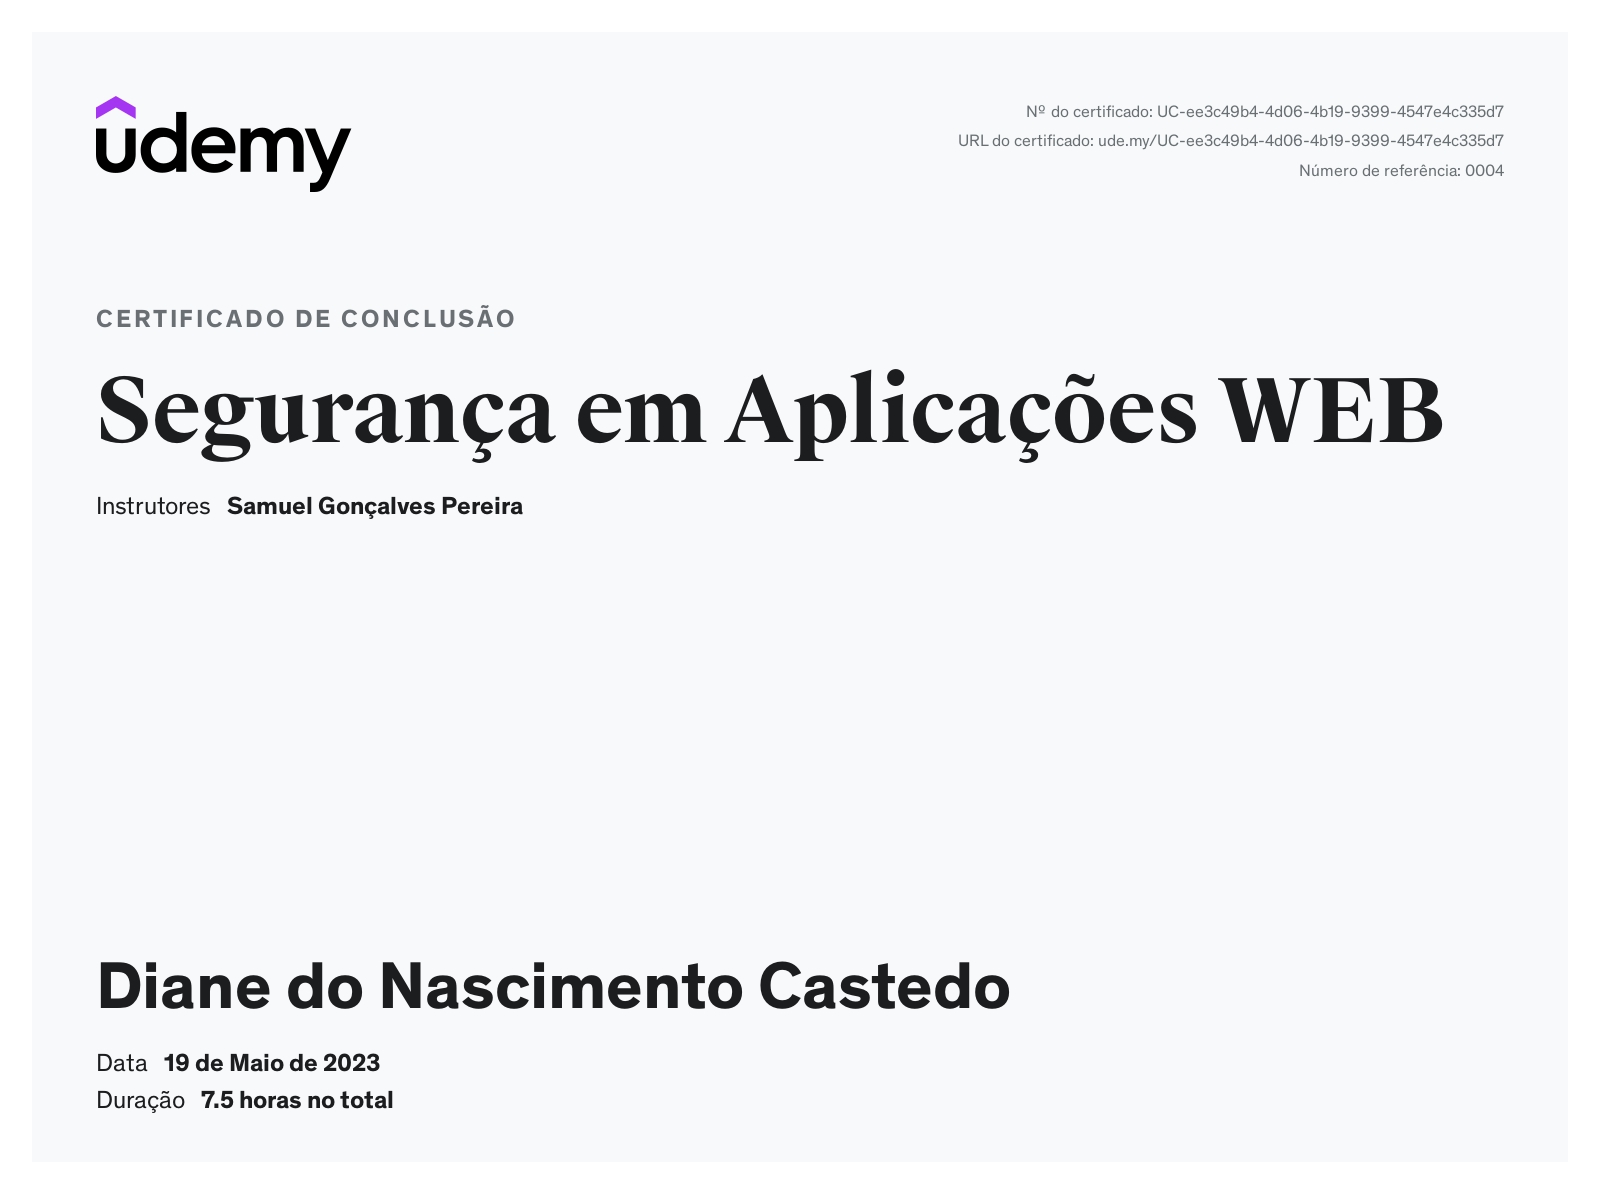 udemy
Nº do certificado: UC-ee3c49b4-4d06-4b19-9399-4547e4c335d7
URL do certificado: ude.my/UC-ee3c49b4-4d06-4b19-9399-4547e4c335d7
Número de referência: 0004
CERTIFICADO DE CONCLUSÃO
Segurança em Aplicações WEB
Instrutores Samuel Gonçalves Pereira
Diane do Nascimento Castedo
Data 19 de Maio de 2023
Duração 7.5 horas no total